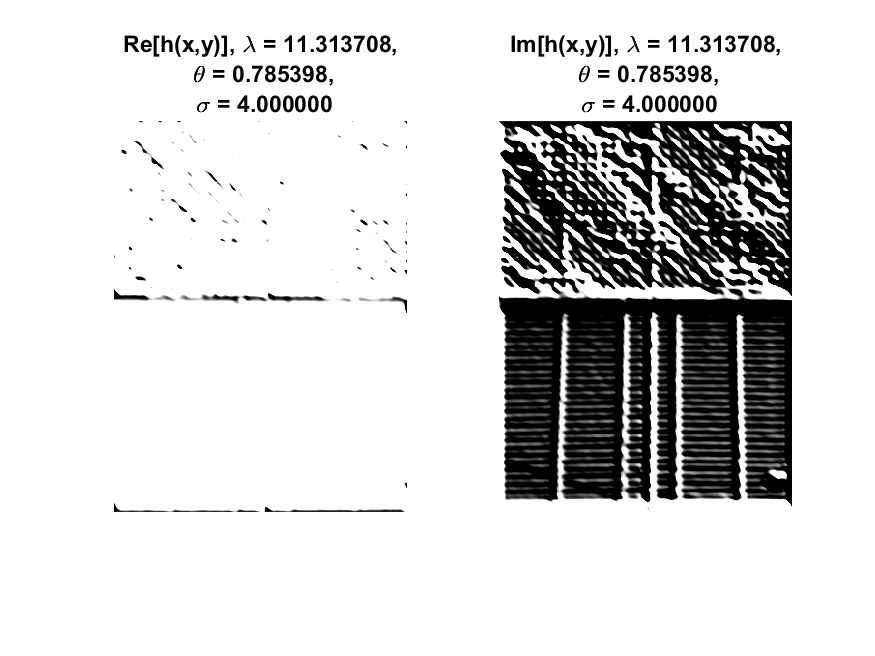 Re[h(x,y)], λ = 11.313708,
θ = 0.785398,
σ = 4.000000
Im[h(x,y)], λ = 11.313708,
θ = 0.785398,
σ = 4.000000